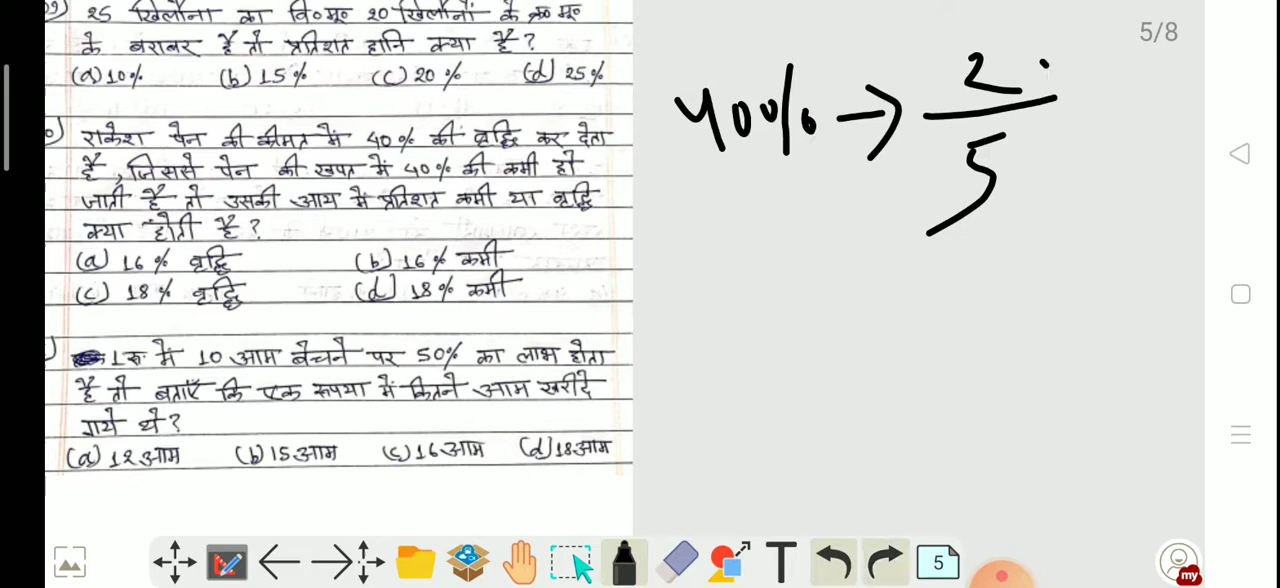 25 खिलौना का वि०मू० 20 खिलौनों के क्र० मू०
के बराबर है तो प्रतिशत हानि क्या है?
(a) 10% (b) 15% (c) 20% (d) 25%
राकेश पेन की कीमत में 40% की वृद्धि कर देता
है, जिससे पेन की खपत में 40% की कमी हो
जाती है तो उसकी आय में प्रतिशत कमी या वृद्धि
क्या होती है?
(a) 16% वृद्धि (b) 16% कमी
(c) 18% वृद्धि (d) 18% कमी
1रू में 10 आम बेचने पर 50% का लाभ होता
है तो बताएँ कि एक रूपया में कितने आम खरीदे
गये थे?
(a) 12 आम (b) 15 आम (c) 16 आम (d) 18 आम
5/8
40% → 2/5
T
5
my